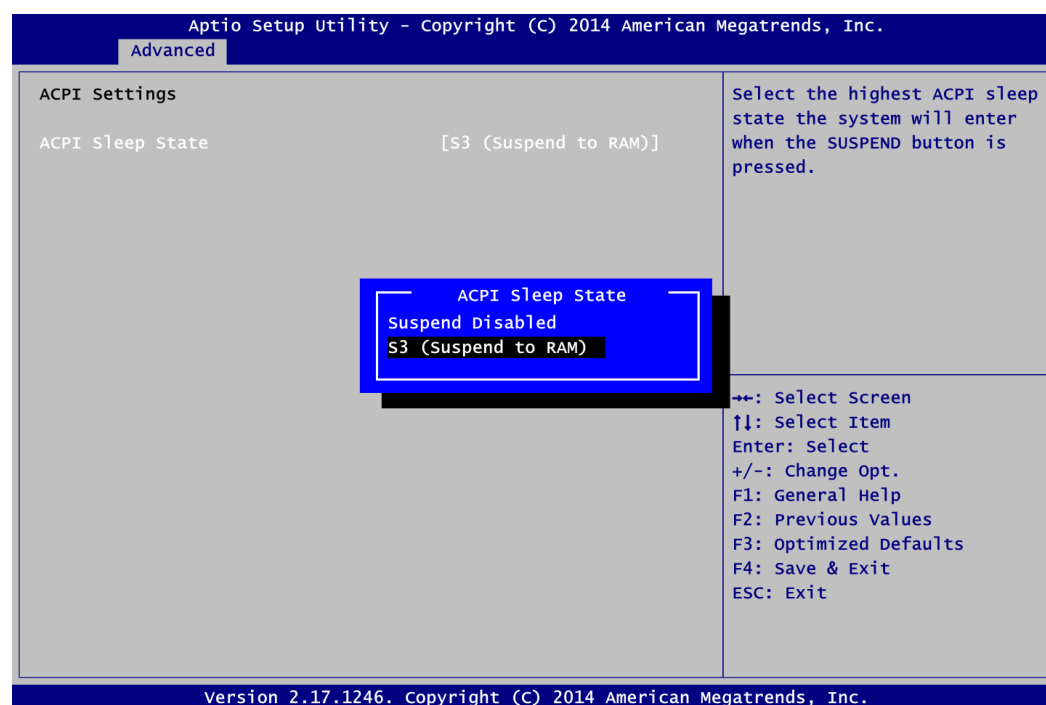 Aptio Setup Utility – Copyright (C) 2014 American Megatrends, Inc.
Advanced
ACPI Settings
ACPI Sleep State [S3 (Suspend to RAM)]
Select the highest ACPI sleep
state the system will enter
when the SUSPEND button is
pressed.
ACPI Sleep State
Suspend Disabled
S3 (Suspend to RAM)
→←: Select Screen
↑↓: Select Item
Enter: Select
+/-: Change Opt.
F1: General Help
F2: Previous Values
F3: Optimized Defaults
F4: Save & Exit
ESC: Exit
Version 2.17.1246. Copyright (C) 2014 American Megatrends, Inc.